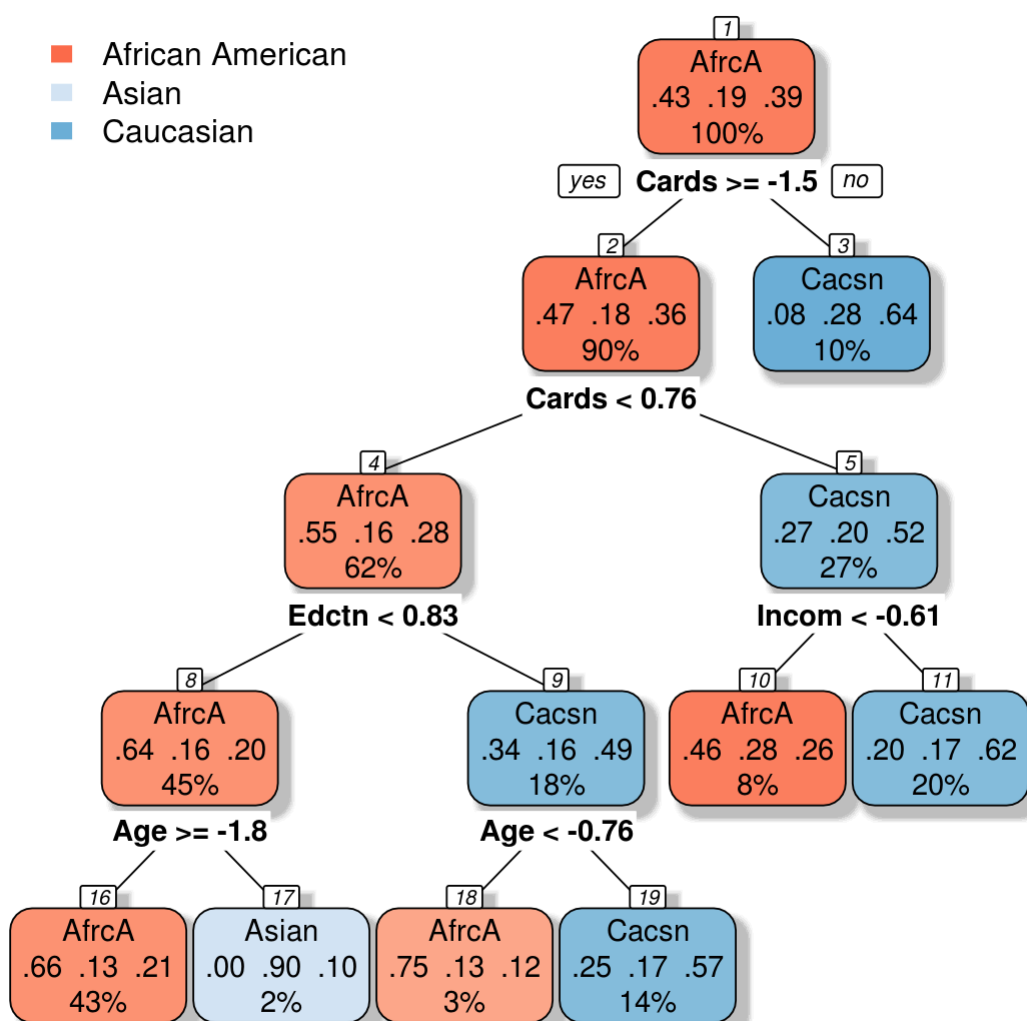 African American
Asian
Caucasian
1
AfrcA
.43 .19 .39
100%
yes Cards >= -1.5 no
2
AfrcA
.47 .18 .36
90%
3
Cacsn
.08 .28 .64
10%
Cards < 0.76
4
AfrcA
.55 .16 .28
62%
5
Cacsn
.27 .20 .52
27%
Edctn < 0.83
Incom < -0.61
8
AfrcA
.64 .16 .20
45%
9
Cacsn
.34 .16 .49
18%
10
AfrcA
.46 .28 .26
8%
11
Cacsn
.20 .17 .62
20%
Age >= -1.8
Age < -0.76
16
AfrcA
.66 .13 .21
43%
17
Asian
.00 .90 .10
2%
18
AfrcA
.75 .13 .12
3%
19
Cacsn
.25 .17 .57
14%